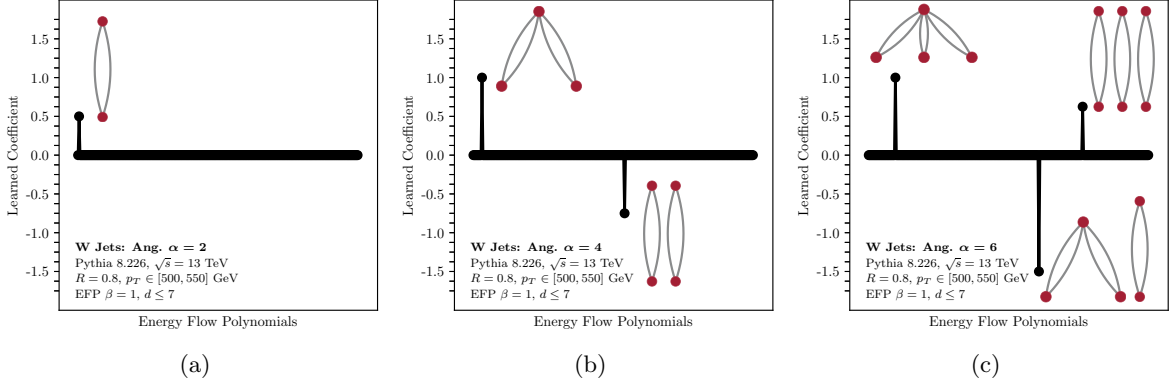 Learned Coefficient
1.5
1.0
0.5
0.0
-0.5
-1.0
-1.5
W Jets: Ang. α = 2
Pythia 8.226, √s = 13 TeV
R = 0.8, p_T ∈ [500, 550] GeV
EFP β = 1, d ≤ 7
Energy Flow Polynomials
(a)
Learned Coefficient
1.5
1.0
0.5
0.0
-0.5
-1.0
-1.5
W Jets: Ang. α = 4
Pythia 8.226, √s = 13 TeV
R = 0.8, p_T ∈ [500, 550] GeV
EFP β = 1, d ≤ 7
Energy Flow Polynomials
(b)
Learned Coefficient
1.5
1.0
0.5
0.0
-0.5
-1.0
-1.5
W Jets: Ang. α = 6
Pythia 8.226, √s = 13 TeV
R = 0.8, p_T ∈ [500, 550] GeV
EFP β = 1, d ≤ 7
Energy Flow Polynomials
(c)